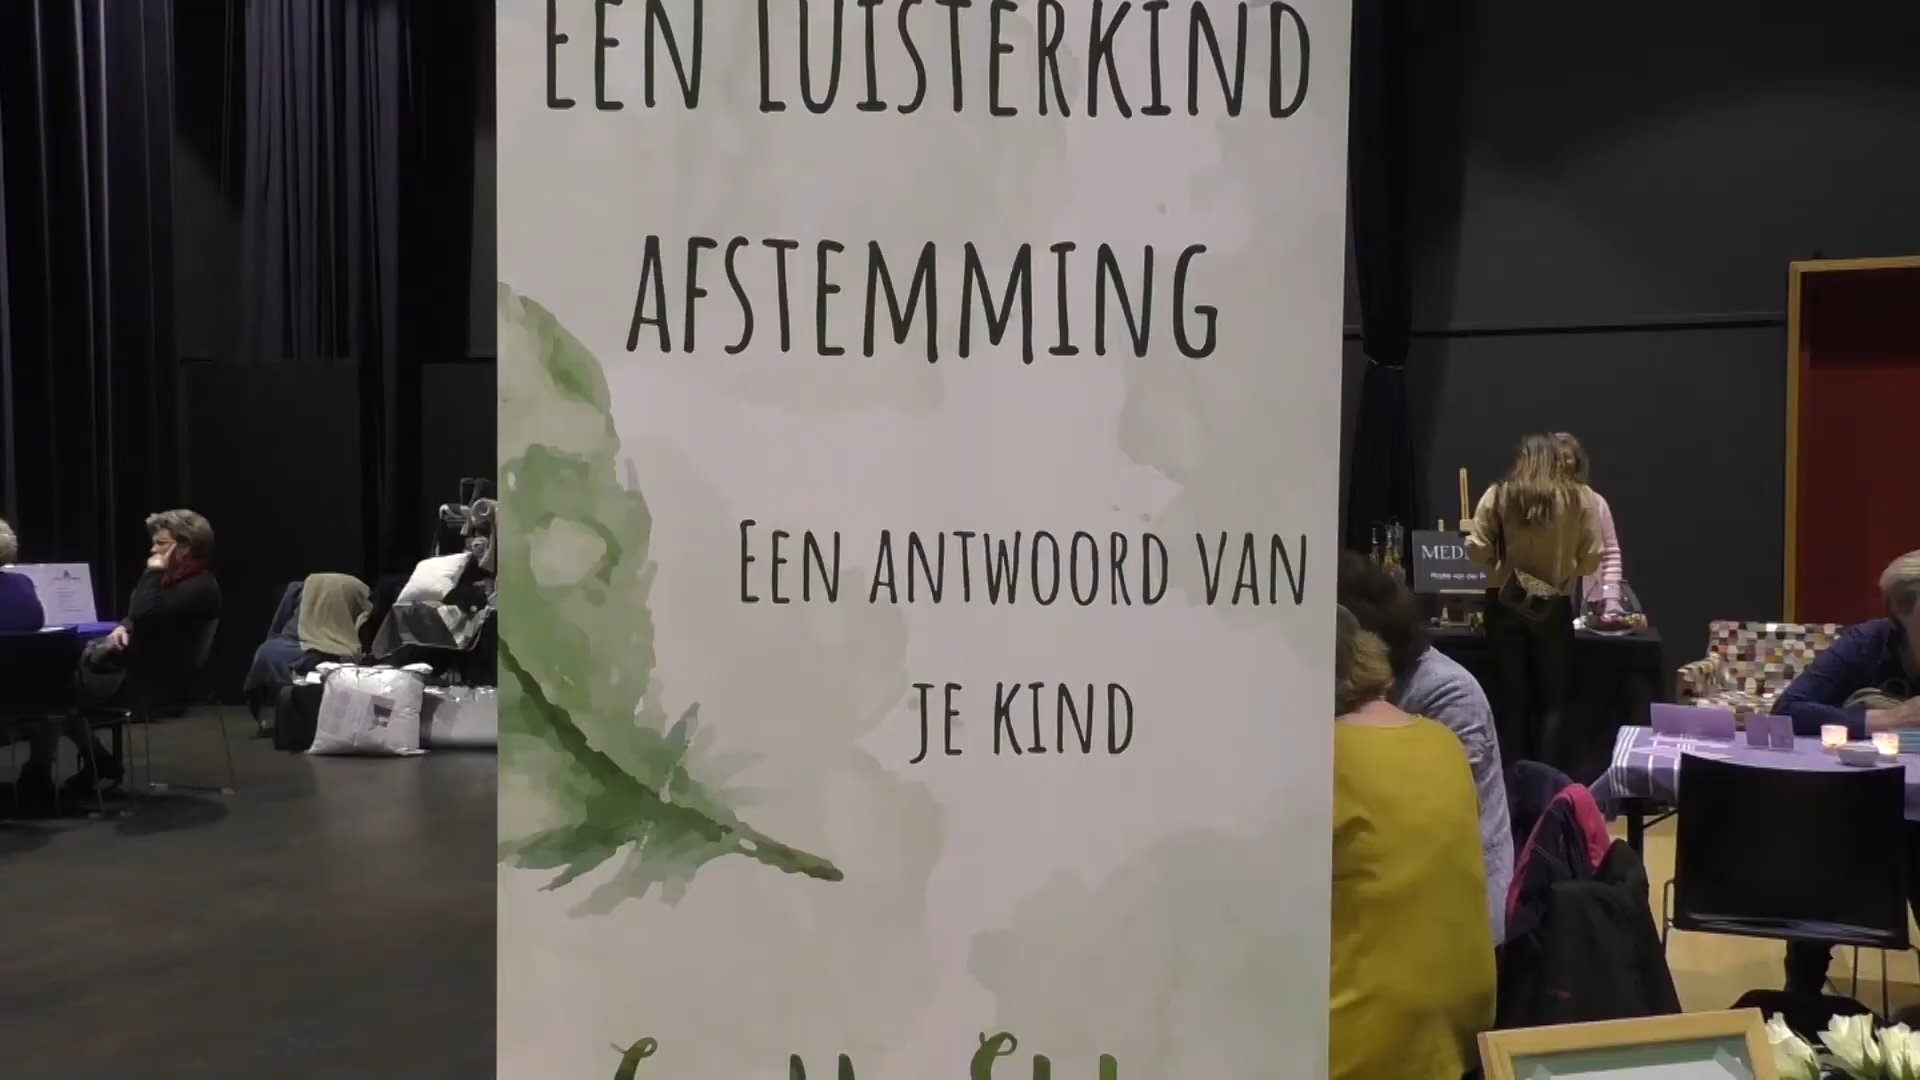 EEN LUISTERKIND
AFSTEMMING
EEN ANTWOORD VAN
JE KIND